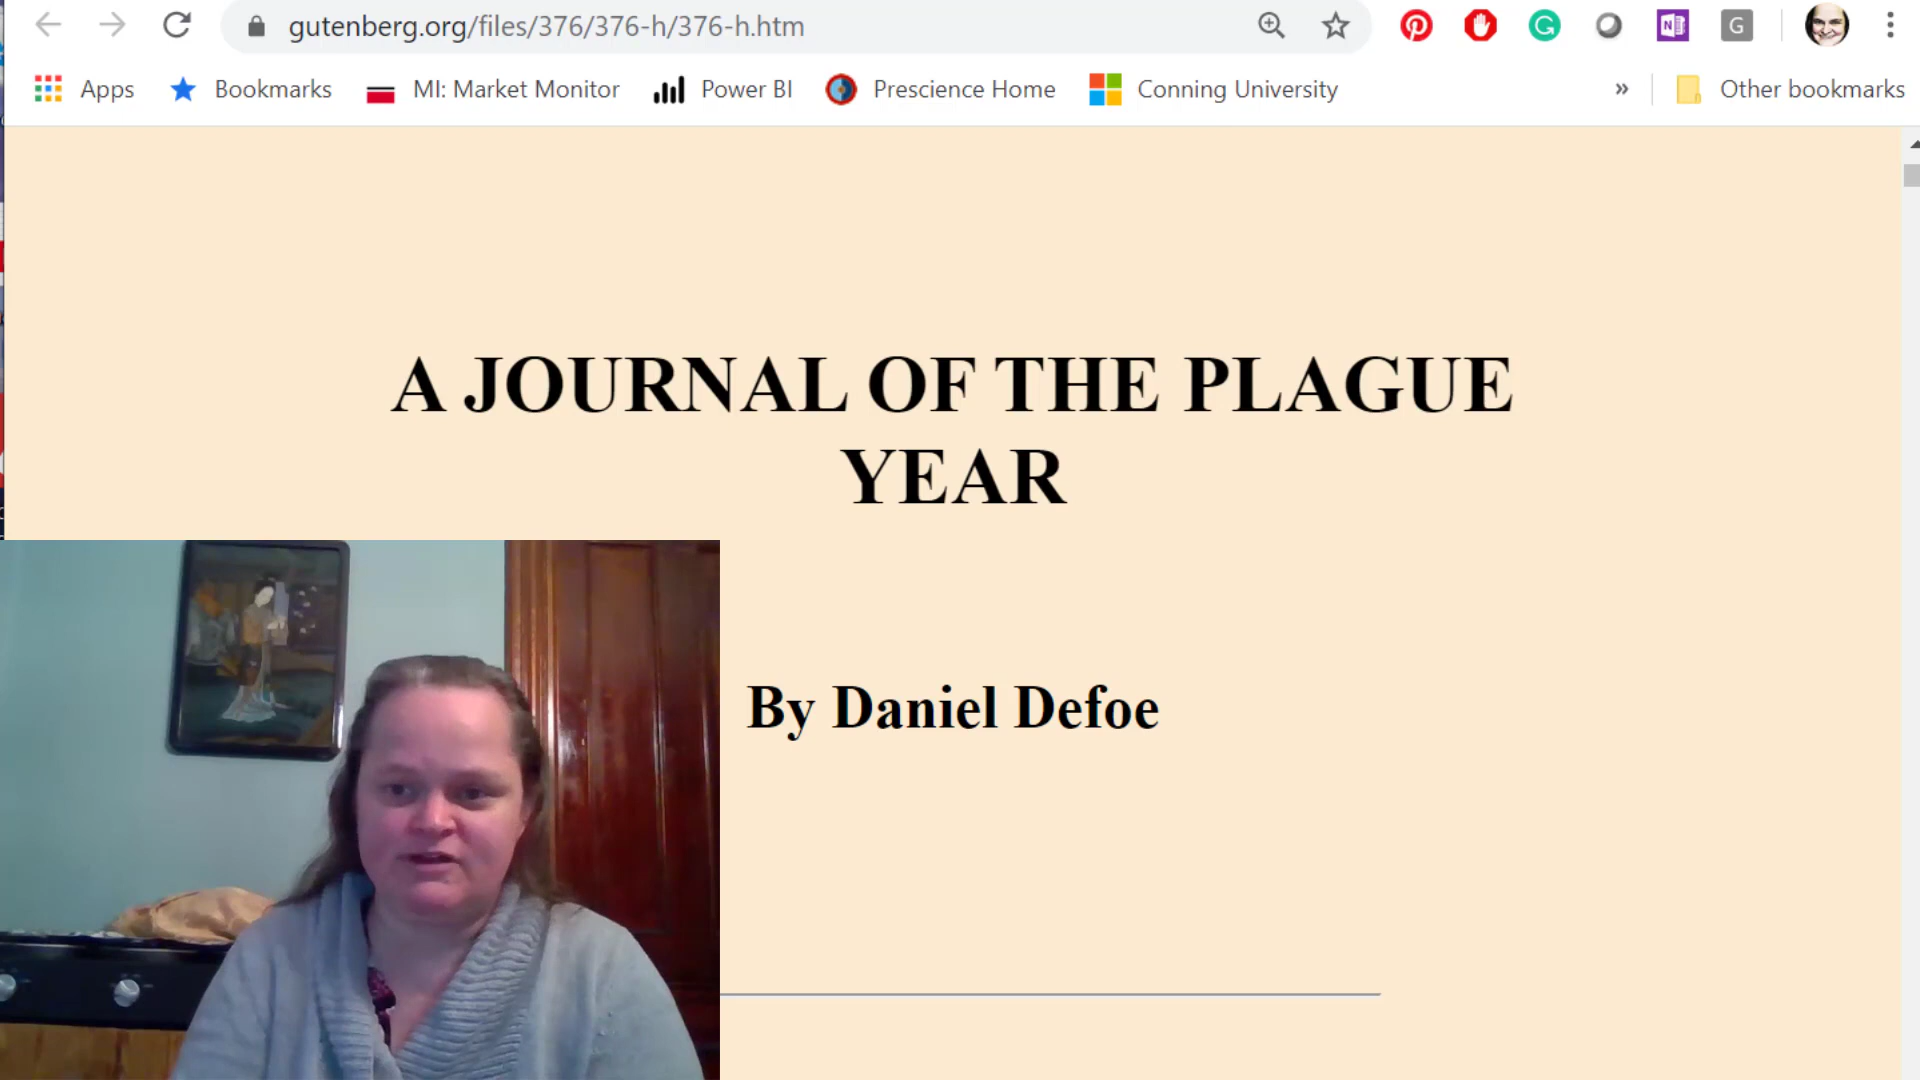 gutenberg.org/files/376/376-h/376-h.htm
G
N
G
Apps
Bookmarks
MI: Market Monitor
Power BI
Prescience Home
Conning University
»
Other bookmarks
A JOURNAL OF THE PLAGUE
YEAR
By Daniel Defoe